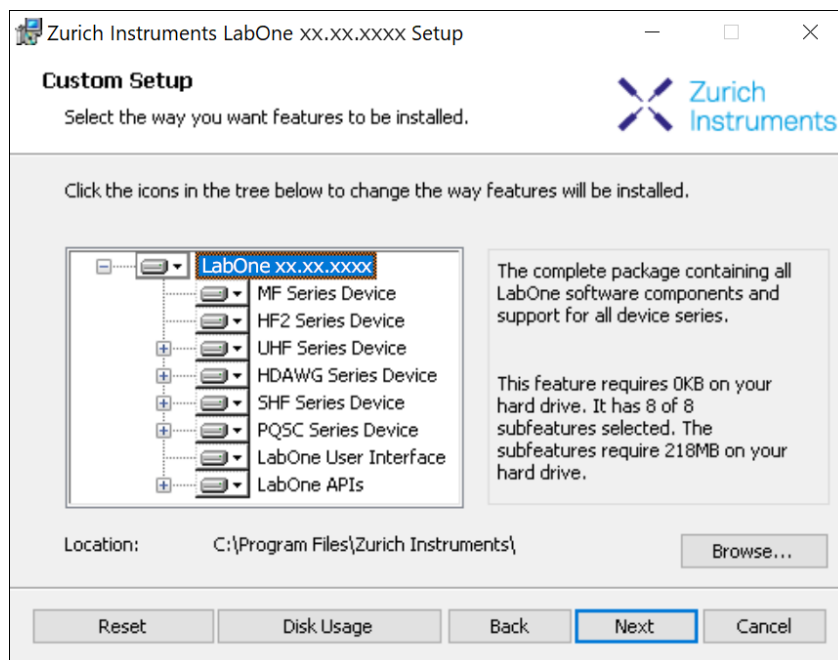 Zurich Instruments LabOne xx.xx.xxxx Setup
Custom Setup
Select the way you want features to be installed.
Zurich
Instruments
Click the icons in the tree below to change the way features will be installed.
LabOne xx.xx.xxxx
MF Series Device
HF2 Series Device
UHF Series Device
HDAWG Series Device
SHF Series Device
PQSC Series Device
LabOne User Interface
LabOne APIs
The complete package containing all
LabOne software components and
support for all device series.
This feature requires 0KB on your
hard drive. It has 8 of 8
subfeatures selected. The
subfeatures require 218MB on your
hard drive.
Location:	C:\Program Files\Zurich Instruments\
Browse...
Reset
Disk Usage
Back
Next
Cancel